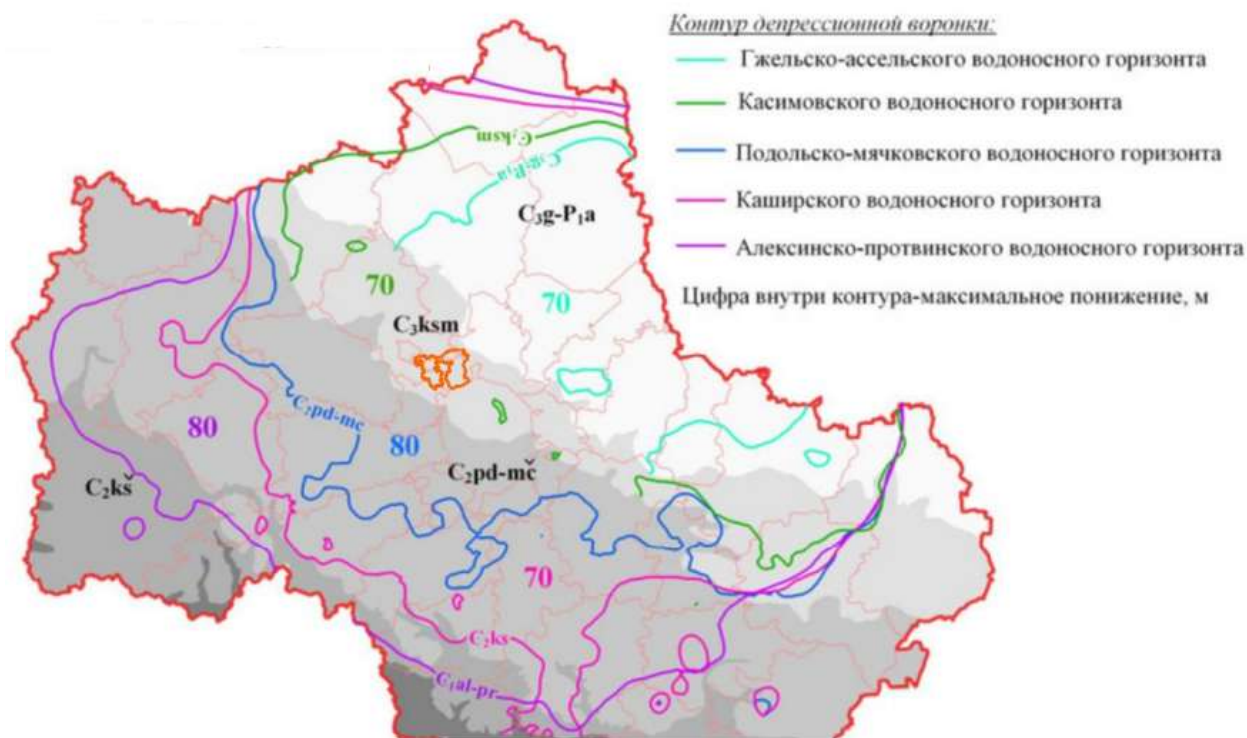 Контур депрессионной воронки:
Гжельско-ассельского водоносного горизонта
Касимовского водоносного горизонта
Подольско-мячковского водоносного горизонта
Каширского водоносного горизонта
Алексинско-протвинского водоносного горизонта
Цифра внутри контура-максимальное понижение, м
C₃ksm
C₃g-P₁a
C₃g-P₁a
70
70
C₃ksm
C₂pd-mč
80
80
C₂pd-mč
C₂kš
70
C₂ks
C₁al-pr